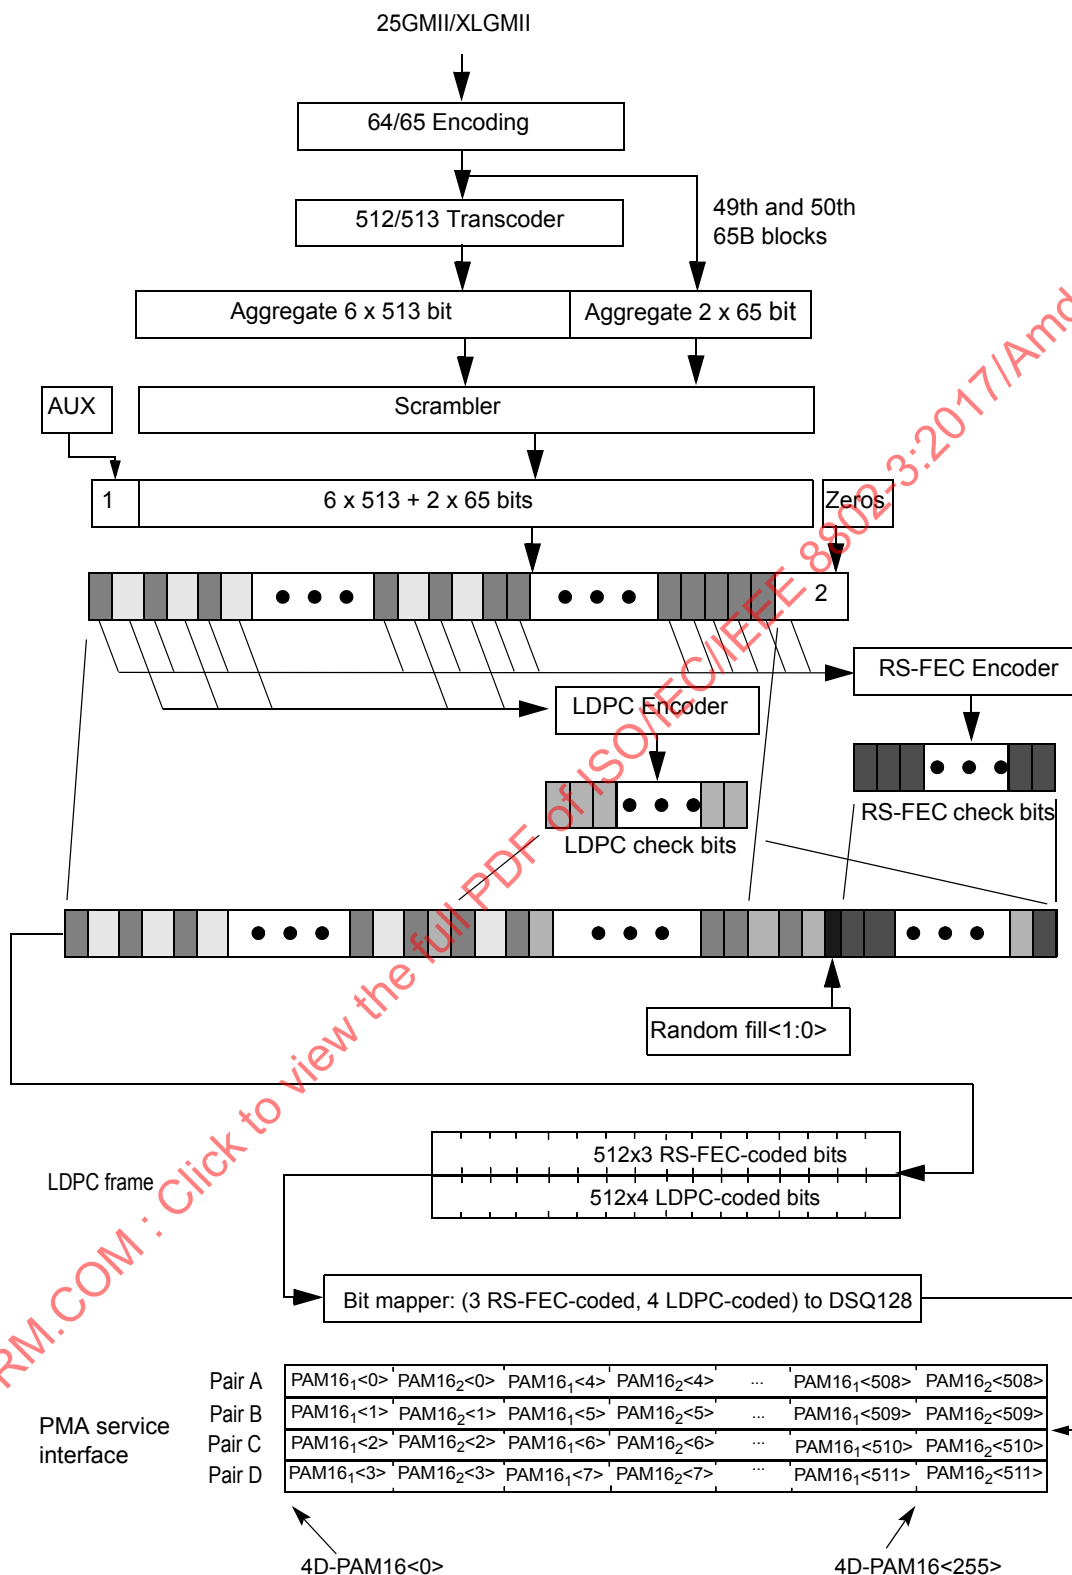 25GMII/XLGMII
64/65 Encoding
512/513 Transcoder
49th and 50th
65B blocks
Aggregate 6 x 513 bit
Aggregate 2 x 65 bit
AUX
Scrambler
1
6 x 513 + 2 x 65 bits
Zeros
2
RS-FEC Encoder
LDPC Encoder
RS-FEC check bits
LDPC check bits
Random fill<1:0>
512x3 RS-FEC-coded bits
LDPC frame
512x4 LDPC-coded bits
Bit mapper: (3 RS-FEC-coded, 4 LDPC-coded) to DSQ128
Pair A PAM16₁<0> PAM16₂<0> PAM16₁<4> PAM16₂<4> ... PAM16₁<508> PAM16₂<508>
Pair B PAM16₁<1> PAM16₂<1> PAM16₁<5> PAM16₂<5> ... PAM16₁<509> PAM16₂<509>
Pair C PAM16₁<2> PAM16₂<2> PAM16₁<6> PAM16₂<6> ... PAM16₁<510> PAM16₂<510>
Pair D PAM16₁<3> PAM16₂<3> PAM16₁<7> PAM16₂<7> ... PAM16₁<511> PAM16₂<511>
PMA service
interface
4D-PAM16<0>
4D-PAM16<255>
RM.COM : Click to view the full PDF of ISO/IEC/IEEE 8802-3:2017/Amd